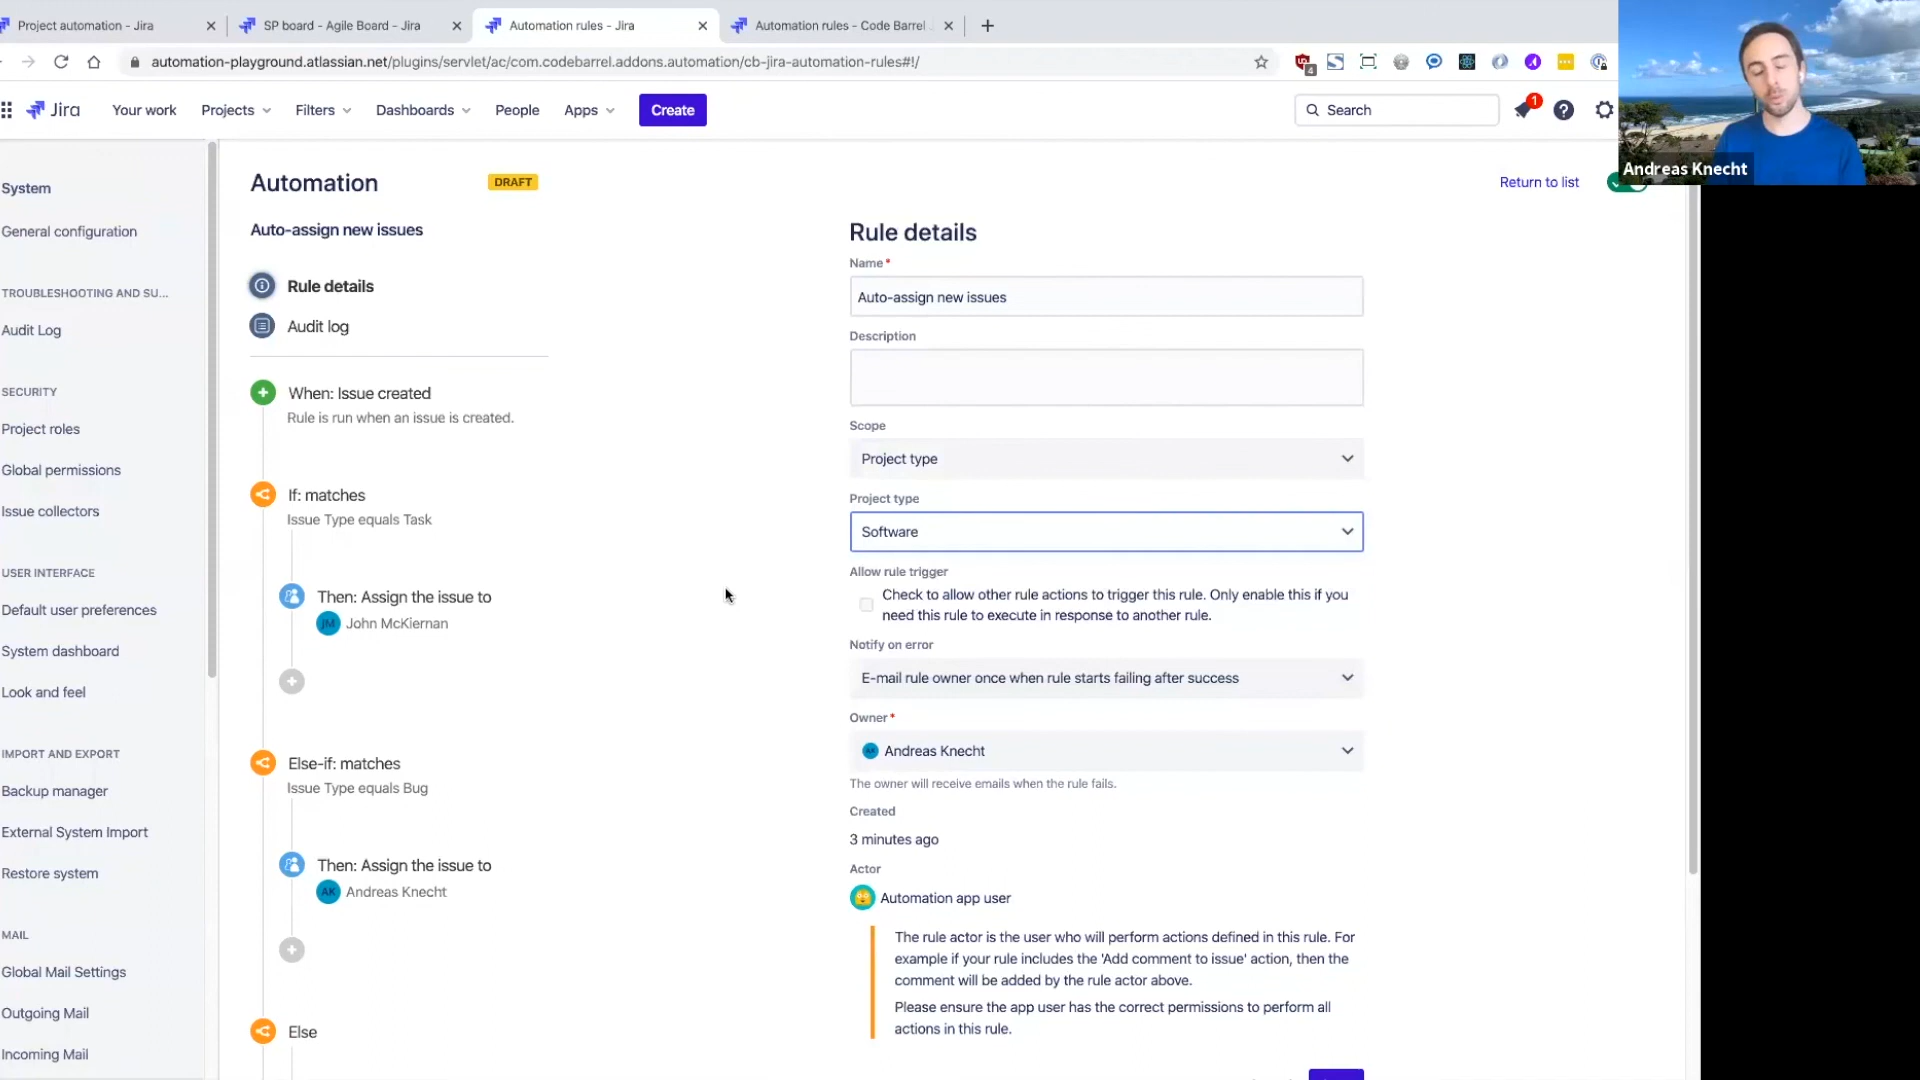 Project automation - Jira
SP board - Agile Board - Jira
Automation rules - Jira
Automation rules - Code Barrel
automation-playground.atlassian.net/plugins/servlet/ac/com.codebarrel.addons.automation/cb-jira-automation-rules#!/
4
Jira
Your work
Projects
Filters
Dashboards
People
Apps
Create
Search
1
Andreas Knecht
System
General configuration
TROUBLESHOOTING AND SU...
Audit Log
SECURITY
Project roles
Global permissions
Issue collectors
USER INTERFACE
Default user preferences
System dashboard
Look and feel
IMPORT AND EXPORT
Backup manager
External System Import
Restore system
MAIL
Global Mail Settings
Outgoing Mail
Incoming Mail
Automation
DRAFT
Return to list
Auto-assign new issues
Rule details
Audit log
When: Issue created
Rule is run when an issue is created.
If: matches
Issue Type equals Task
Then: Assign the issue to
JM John McKiernan
Else-if: matches
Issue Type equals Bug
Then: Assign the issue to
AK Andreas Knecht
Else
Rule details
Name*
Auto-assign new issues
Description
Scope
Project type
Project type
Software
Allow rule trigger
Check to allow other rule actions to trigger this rule. Only enable this if you
need this rule to execute in response to another rule.
Notify on error
E-mail rule owner once when rule starts failing after success
Owner*
AK Andreas Knecht
The owner will receive emails when the rule fails.
Created
3 minutes ago
Actor
Automation app user
The rule actor is the user who will perform actions defined in this rule. For
example if your rule includes the 'Add comment to issue' action, then the
comment will be added by the rule actor above.
Please ensure the app user has the correct permissions to perform all
actions in this rule.